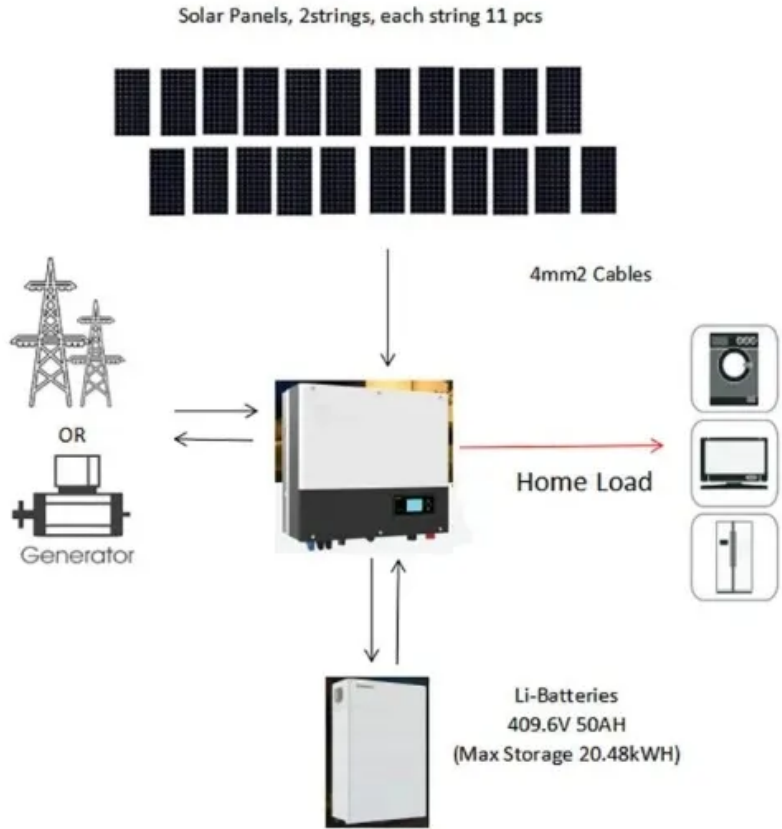 Solar Panels, 2strings, each string 11 pcs
4mm2 Cables
OR
Home Load
Generator
Li-Batteries
409.6V 50AH
(Max Storage 20.48kWH)